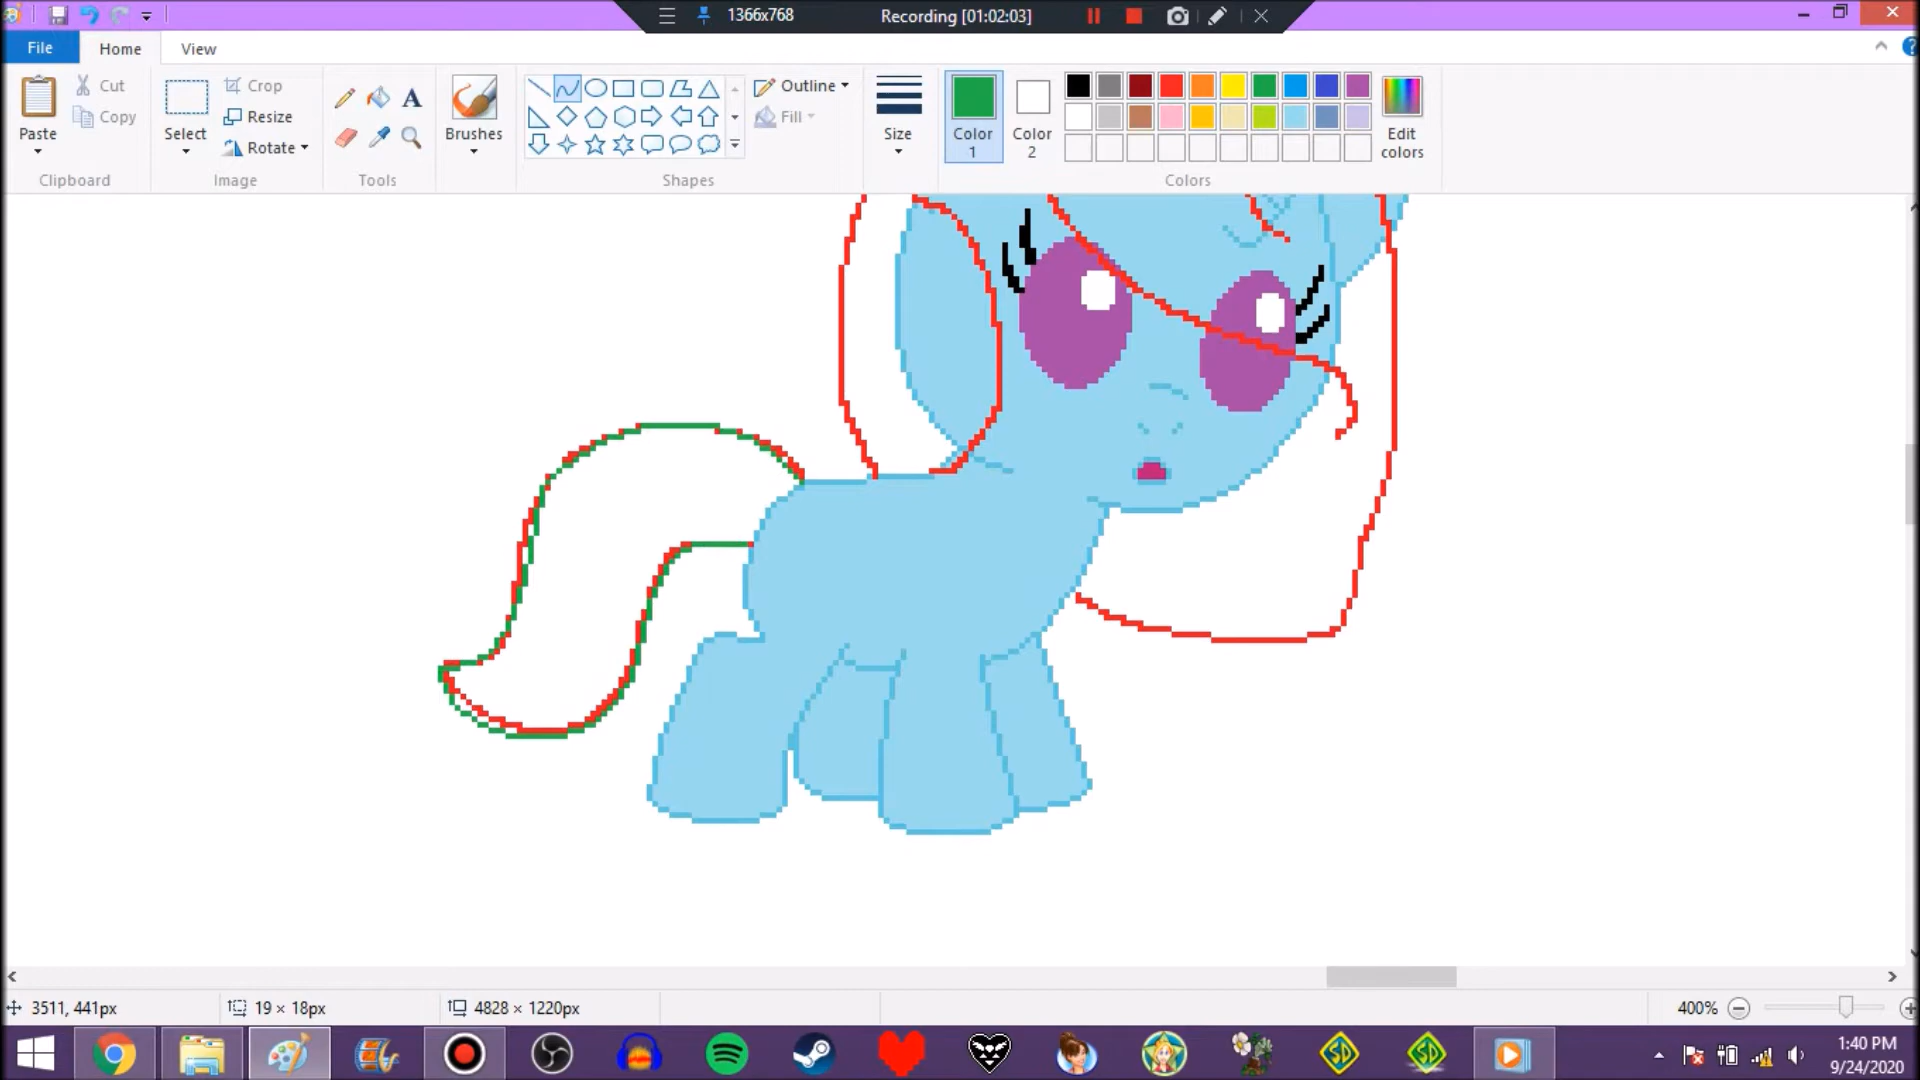 1366x768
Recording [01:02:03]
File
Home
View
Paste
Cut
Copy
Clipboard
Select
Crop
Resize
Rotate
Image
A
Tools
Brushes
Shapes
Outline
Fill
Size
Color
1
Color
2
Edit
colors
Colors
3511, 441px
19 × 18px
4828 × 1220px
400%
SD
SD
1:40 PM
9/24/2020